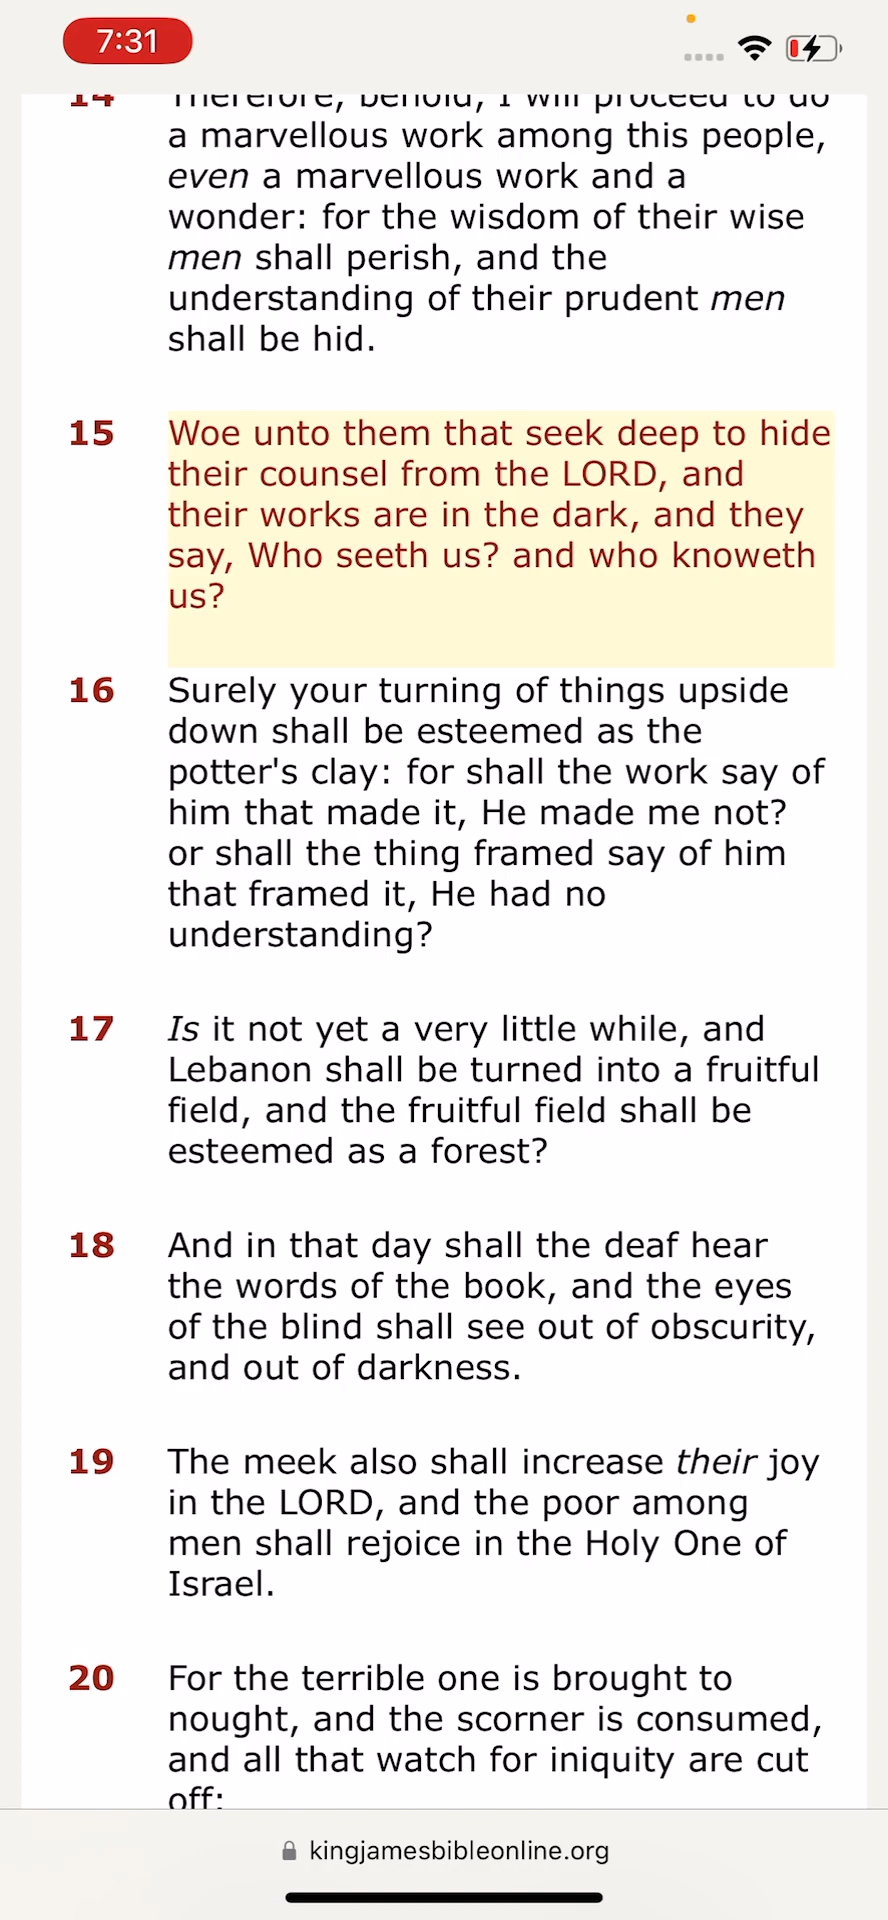 7:31
14 Therefore, behold, I will proceed to do
a marvellous work among this people,
even a marvellous work and a
wonder: for the wisdom of their wise
men shall perish, and the
understanding of their prudent men
shall be hid.
15 Woe unto them that seek deep to hide
their counsel from the LORD, and
their works are in the dark, and they
say, Who seeth us? and who knoweth
us?
16 Surely your turning of things upside
down shall be esteemed as the
potter's clay: for shall the work say of
him that made it, He made me not?
or shall the thing framed say of him
that framed it, He had no
understanding?
17 Is it not yet a very little while, and
Lebanon shall be turned into a fruitful
field, and the fruitful field shall be
esteemed as a forest?
18 And in that day shall the deaf hear
the words of the book, and the eyes
of the blind shall see out of obscurity,
and out of darkness.
19 The meek also shall increase their joy
in the LORD, and the poor among
men shall rejoice in the Holy One of
Israel.
20 For the terrible one is brought to
nought, and the scorner is consumed,
and all that watch for iniquity are cut
off:
kingjamesbibleonline.org